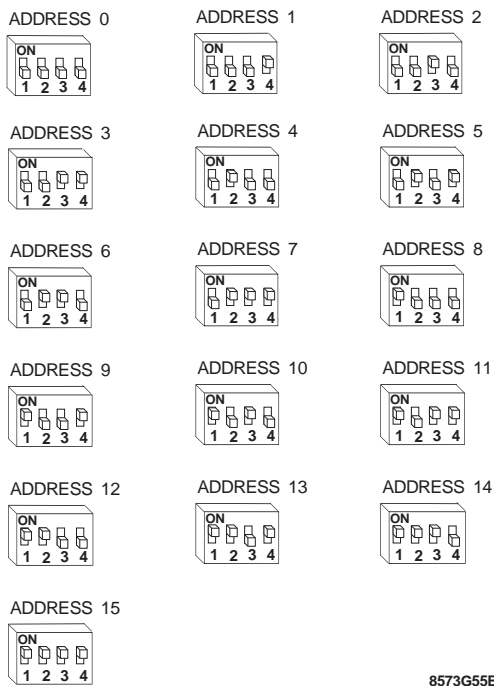 ADDRESS 0 ADDRESS 1 ADDRESS 2
ON ON ON
1 2 3 4 1 2 3 4 1 2 3 4
ADDRESS 3 ADDRESS 4 ADDRESS 5
ON ON ON
1 2 3 4 1 2 3 4 1 2 3 4
ADDRESS 6 ADDRESS 7 ADDRESS 8
ON ON ON
1 2 3 4 1 2 3 4 1 2 3 4
ADDRESS 9 ADDRESS 10 ADDRESS 11
ON ON ON
1 2 3 4 1 2 3 4 1 2 3 4
ADDRESS 12 ADDRESS 13 ADDRESS 14
ON ON ON
1 2 3 4 1 2 3 4 1 2 3 4
ADDRESS 15
ON
1 2 3 4
8573G55E